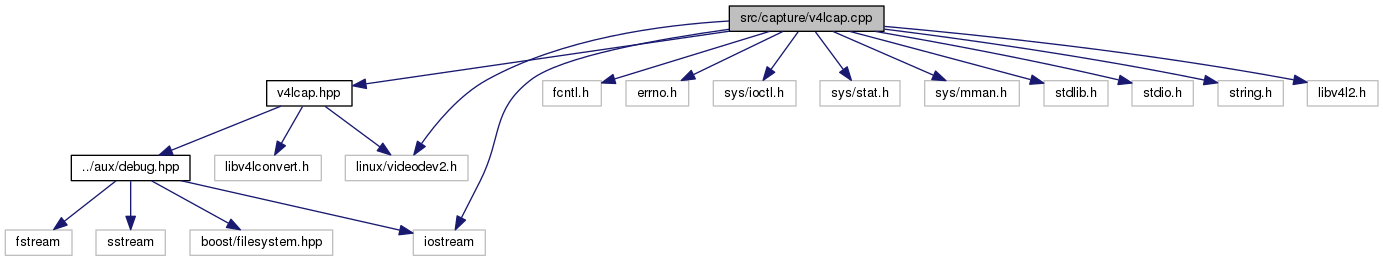 src/capture/v4lcap.cpp
v4lcap.hpp
fcntl.h
errno.h
sys/ioctl.h
sys/stat.h
sys/mman.h
stdlib.h
stdio.h
string.h
libv4l2.h
../aux/debug.hpp
libv4lconvert.h
linux/videodev2.h
fstream
sstream
boost/filesystem.hpp
iostream